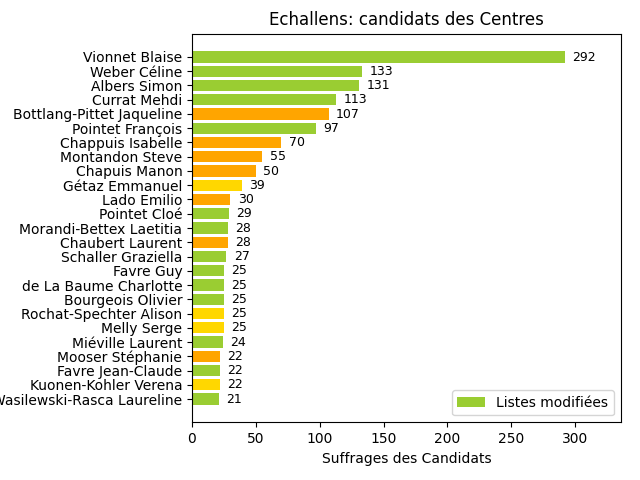 Echallens: candidats des Centres
Vionnet Blaise 292
Weber Céline 133
Albers Simon 131
Currat Mehdi 113
Bottlang-Pittet Jaqueline 107
Pointet François 97
Chappuis Isabelle 70
Montandon Steve 55
Chapuis Manon 50
Gétaz Emmanuel 39
Lado Emilio 30
Pointet Cloé 29
Morandi-Bettex Laetitia 28
Chaubert Laurent 28
Schaller Graziella 27
Favre Guy 25
de La Baume Charlotte 25
Bourgeois Olivier 25
Rochat-Spechter Alison 25
Melly Serge 25
Miéville Laurent 24
Mooser Stéphanie 22
Favre Jean-Claude 22
Kuonen-Kohler Verena 22
Wasilewski-Rasca Laureline 21
Listes modifiées
0 50 100 150 200 250 300
Suffrages des Candidats